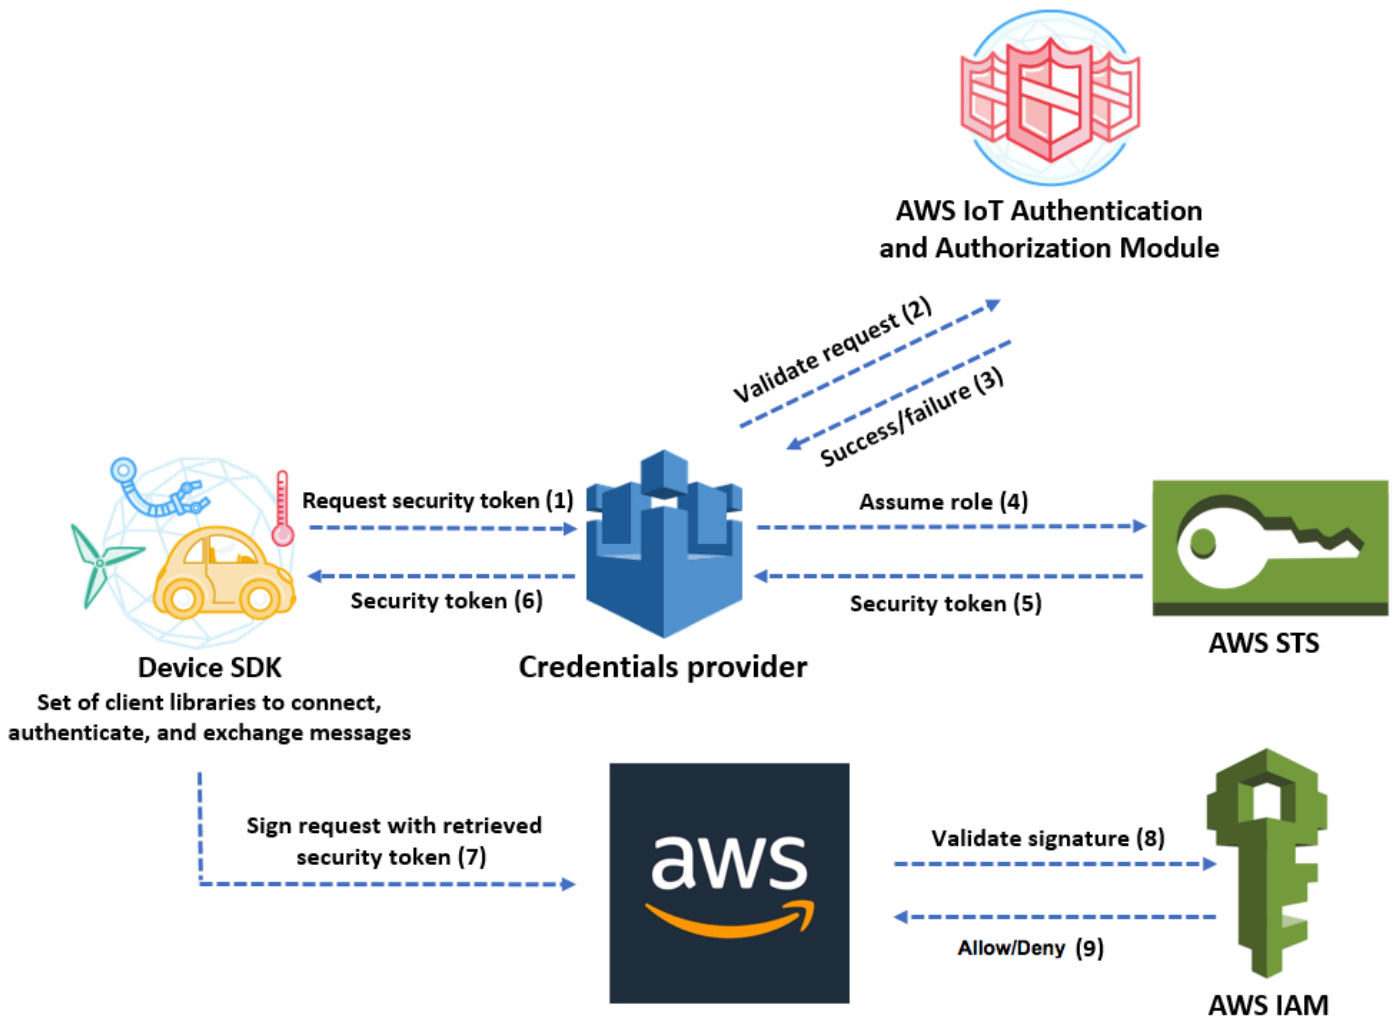 AWS IoT Authentication
and Authorization Module
Validate request (2)
Success/failure (3)
Request security token (1)
Assume role (4)
Security token (6)
Security token (5)
AWS STS
Device SDK
Credentials provider
Set of client libraries to connect,
authenticate, and exchange messages
Sign request with retrieved
security token (7)
aws
Validate signature (8)
Allow/Deny (9)
AWS IAM